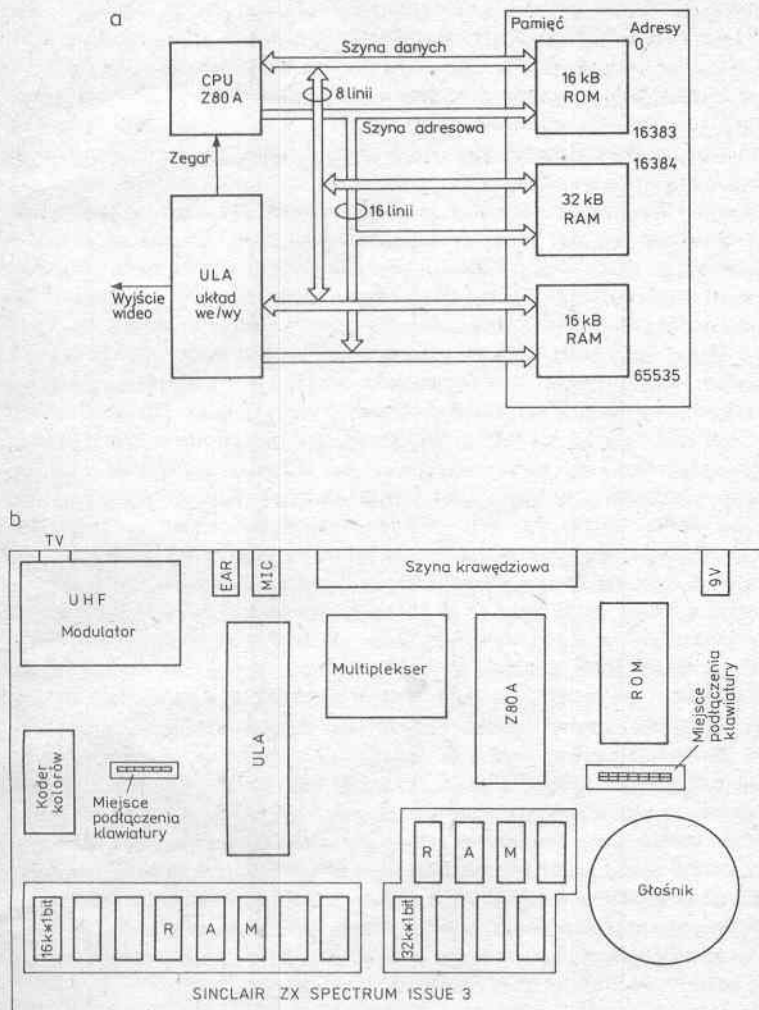 a
Pamięć
Adresy
0
Szyna danych
CPU
Z80A
16 kB
ROM
8 linii
Szyna adresowa
16383
Zegar
16384
32 kB
RAM
16 linii
ULA
układ
we/wy
Wyjście
wideo
16 kB
RAM
65535
b
TV
EAR
MIC
Szyna krawędziowa
9V
UHF
Modulator
ULA
Multiplekser
Z80A
ROM
Miejsce
podłączenia
klawiatury
Koder
kolorów
Miejsce
podłączenia
klawiatury
R A M
Głośnik
16k*1bit
R A M
32k*1bit
SINCLAIR ZX SPECTRUM ISSUE 3